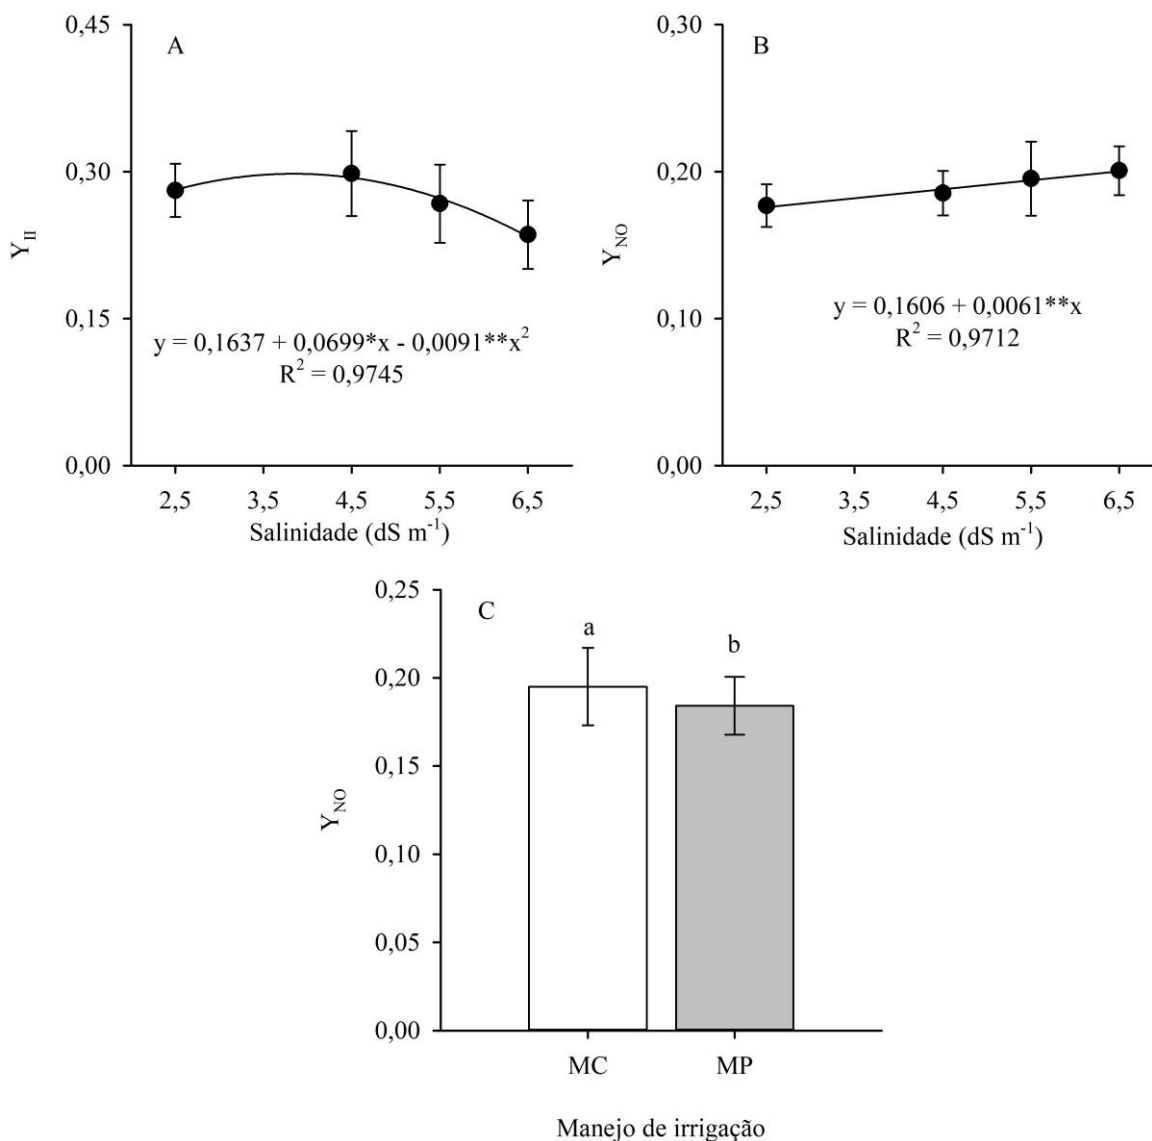 A
0,45
0,30
0,15
0,00
Y_II
y = 0,1637 + 0,0699*x - 0,0091**x²
R² = 0,9745
2,5 3,5 4,5 5,5 6,5
Salinidade (dS m⁻¹)
B
0,30
0,20
0,10
0,00
Y_NO
y = 0,1606 + 0,0061**x
R² = 0,9712
2,5 3,5 4,5 5,5 6,5
Salinidade (dS m⁻¹)
C
0,25
0,20
0,15
0,10
0,05
0,00
Y_NO
a
b
MC MP
Manejo de irrigação